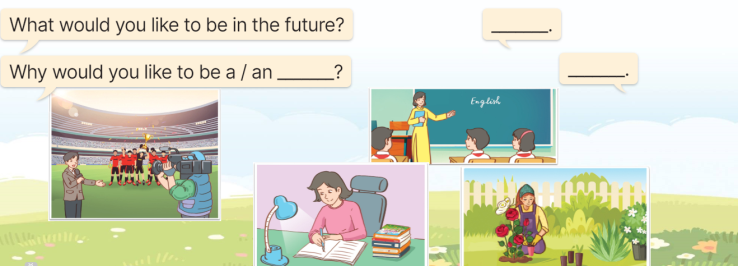 What would you like to be in the future?
______.
Why would you like to be a / an ______?
______.
English